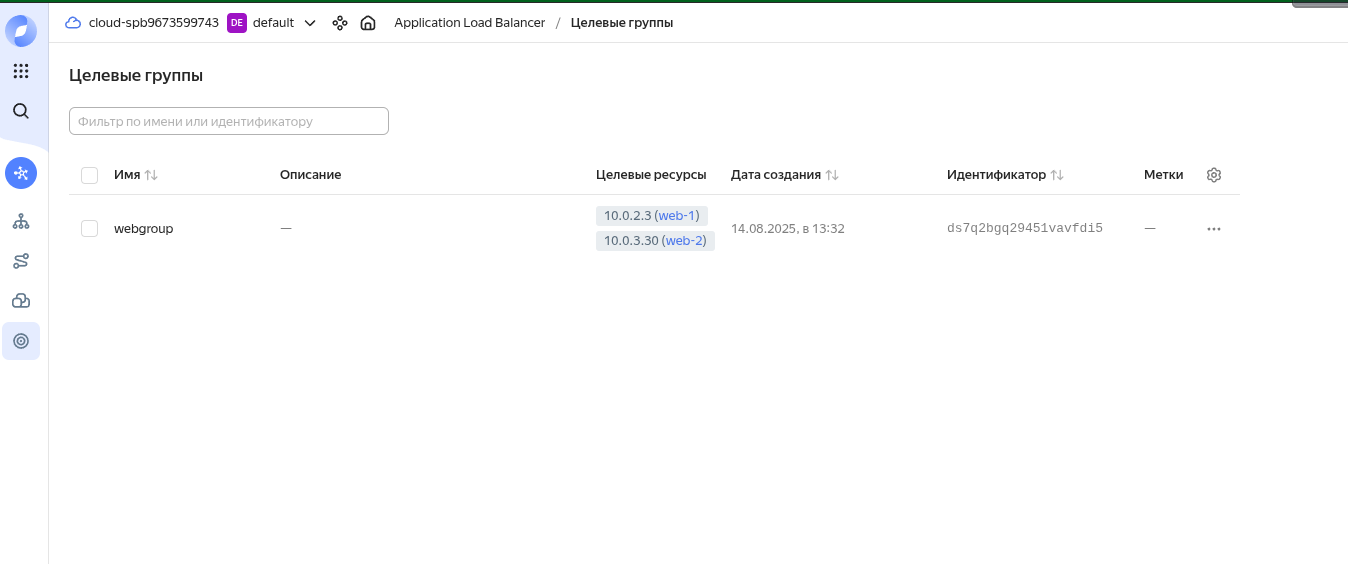 cloud-spb9673599743 DE default Application Load Balancer / Целевые группы
Целевые группы
Фильтр по имени или идентификатору
Имя Описание Целевые ресурсы Дата создания Идентификатор Метки
webgroup — 10.0.2.3 (web-1) 14.08.2025, в 13:32 ds7q2bgq29451vavfdi5 —
10.0.3.30 (web-2)